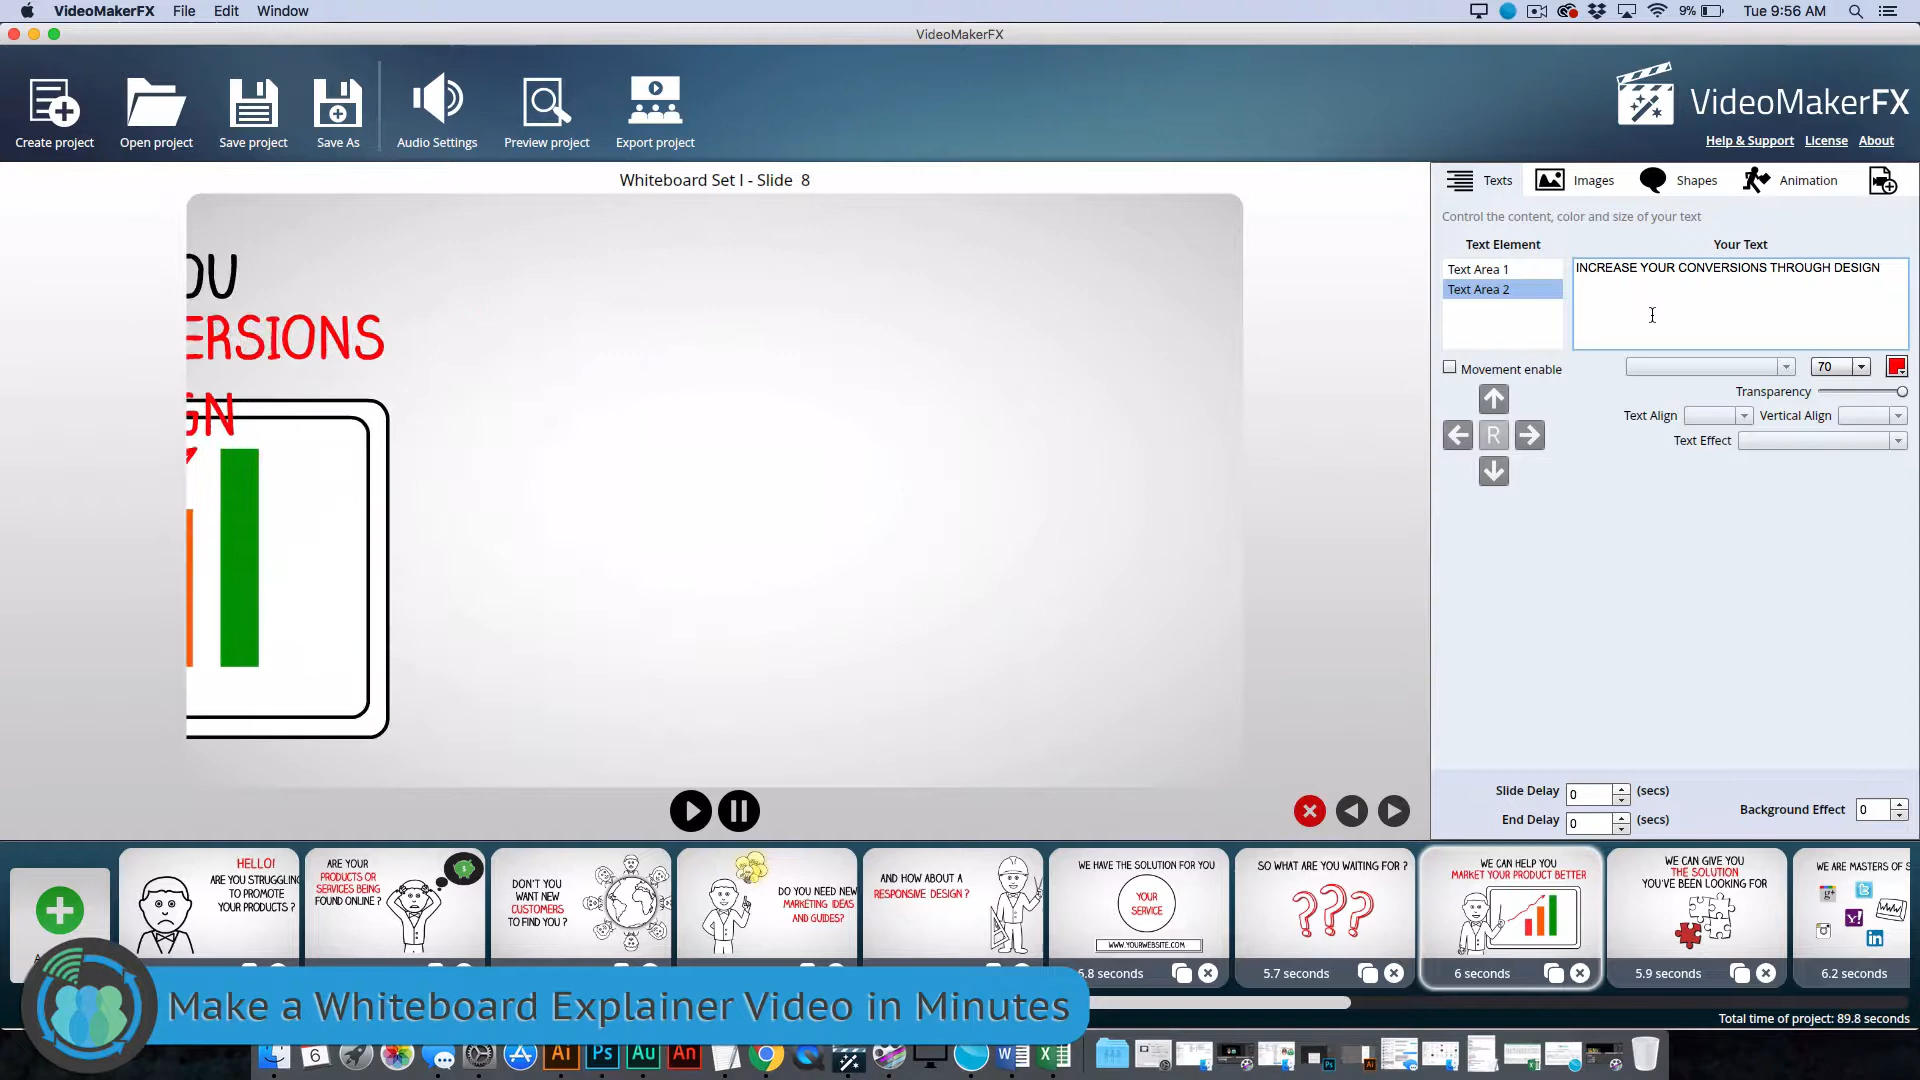 VideoMakerFX File Edit Window
9% Tue 9:56 AM
VideoMakerFX
Create project Open project Save project Save As Audio Settings Preview project Export project
VideoMakerFX
Help & Support License About
Whiteboard Set I - Slide 8
OU
ERSIONS
GN
Texts Images Shapes Animation
Control the content, color and size of your text
Text Element Your Text
Text Area 1
Text Area 2
INCREASE YOUR CONVERSIONS THROUGH DESIGN
Movement enable
70
R
Transparency
Text Align Vertical Align
Text Effect
Slide Delay 0 (secs)
End Delay 0 (secs)
Background Effect 0
HELLO!
ARE YOU STRUGGLING
TO PROMOTE
YOUR PRODUCTS ?
ARE YOUR
PRODUCTS OR
SERVICES BEING
FOUND ONLINE ?
$
DON'T YOU
WANT NEW
CUSTOMERS
TO FIND YOU ?
DO YOU NEED NEW
MARKETING IDEAS
AND GUIDES?
AND HOW ABOUT A
RESPONSIVE DESIGN ?
WE HAVE THE SOLUTION FOR YOU
YOUR
SERVICE
WWW.YOURWEBSITE.COM
6.8 seconds
SO WHAT ARE YOU WAITING FOR ?
???
5.7 seconds
WE CAN HELP YOU
MARKET YOUR PRODUCT BETTER
6 seconds
WE CAN GIVE YOU
THE SOLUTION
YOU'VE BEEN LOOKING FOR
5.9 seconds
WE ARE MASTERS OF S
g+
Y!
in
6.2 seconds
Make a Whiteboard Explainer Video in Minutes
Total time of project: 89.8 seconds
6 Ai Ps Au An W X